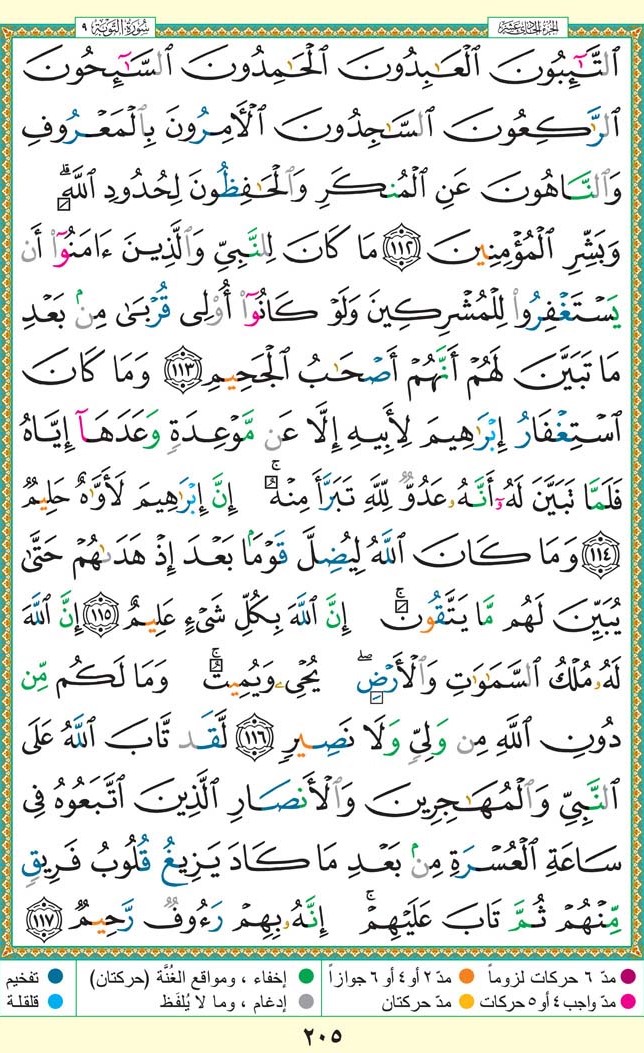 الجزء الحادي عشر
سورة التوبة ٩
ٱلتَّـٰٓئِبُونَ ٱلْعَـٰبِدُونَ ٱلْحَـٰمِدُونَ ٱلسَّـٰٓئِحُونَ
ٱلرَّٰكِعُونَ ٱلسَّـٰجِدُونَ ٱلْأَمِرُونَ بِٱلْمَعْرُوفِ
وَٱلنَّاهُونَ عَنِ ٱلْمُنكَرِ وَٱلْحَـٰفِظُونَ لِحُدُودِ ٱللَّهِۗ
وَبَشِّرِ ٱلْمُؤْمِنِينَ ١١٢ مَا كَانَ لِلنَّبِىِّ وَٱلَّذِينَ ءَامَنُوٓا۟ أَن
يَسْتَغْفِرُوا۟ لِلْمُشْرِكِينَ وَلَوْ كَانُوٓا۟ أُو۟لِى قُرْبَىٰ مِنۢ بَعْدِ
مَا تَبَيَّنَ لَهُمْ أَنَّهُمْ أَصْحَـٰبُ ٱلْجَحِيمِ ١١٣ وَمَا كَانَ
ٱسْتِغْفَارُ إِبْرَٰهِيمَ لِأَبِيهِ إِلَّا عَن مَّوْعِدَةٍ وَعَدَهَآ إِيَّاهُ
فَلَمَّا تَبَيَّنَ لَهُۥٓ أَنَّهُۥ عَدُوٌّ لِّلَّهِ تَبَرَّأَ مِنْهُۚ إِنَّ إِبْرَٰهِيمَ لَأَوَّٰهٌ حَلِيمٌ
١١٤ وَمَا كَانَ ٱللَّهُ لِيُضِلَّ قَوْمًۢا بَعْدَ إِذْ هَدَىٰهُمْ حَتَّىٰ
يُبَيِّنَ لَهُم مَّا يَتَّقُونَۚ إِنَّ ٱللَّهَ بِكُلِّ شَىْءٍ عَلِيمٌ ١١٥ إِنَّ ٱللَّهَ
لَهُۥ مُلْكُ ٱلسَّمَـٰوَٰتِ وَٱلْأَرْضِۖ يُحْىِۦ وَيُمِيتُۚ وَمَا لَكُم مِّن
دُونِ ٱللَّهِ مِن وَلِىٍّ وَلَا نَصِيرٍ ١١٦ لَّقَد تَّابَ ٱللَّهُ عَلَى
ٱلنَّبِىِّ وَٱلْمُهَـٰجِرِينَ وَٱلْأَنصَارِ ٱلَّذِينَ ٱتَّبَعُوهُ فِى
سَاعَةِ ٱلْعُسْرَةِ مِنۢ بَعْدِ مَا كَادَ يَزِيغُ قُلُوبُ فَرِيقٍ
مِّنْهُمْ ثُمَّ تَابَ عَلَيْهِمْۚ إِنَّهُۥ بِهِمْ رَءُوفٌ رَّحِيمٌ ١١٧
مدّ ٦ حركات لزوماً مدّ ٢ أو ٤ أو ٦ جوازاً إخفاء ، ومواقع الغُنَّة (حركتان) تفخيم
مدّ واجب ٤ أو ٥ حركات مدّ حركتان إدغام ، وما لا يُلفَظ قلقلة
٢٠٥